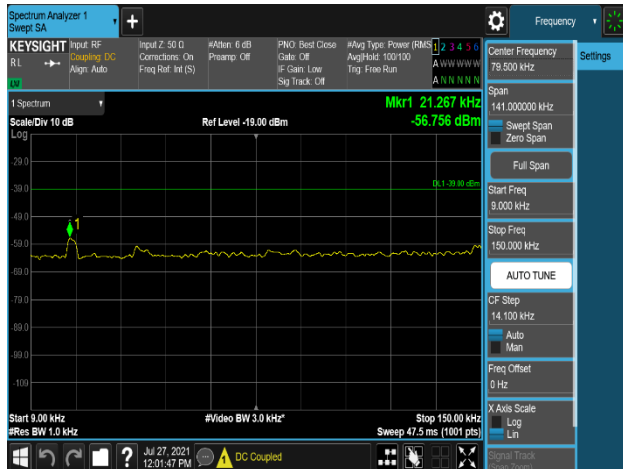 Spectrum Analyzer 1
Swept SA
+
Frequency
Settings
KEYSIGHT
RL
LXI
Input: RF
Coupling: DC
Align: Auto
Input Z: 50 Ω
Corrections: On
Freq Ref: Int (S)
#Atten: 6 dB
Preamp: Off
PNO: Best Close
Gate: Off
IF Gain: Low
Sig Track: Off
#Avg Type: Power (RMS
Avg|Hold: 100/100
Trig: Free Run
1 2 3 4 5 6
A W W W W W
A N N N N N
1 Spectrum
Scale/Div 10 dB
Log
Ref Level -19.00 dBm
Mkr1 21.267 kHz
-56.756 dBm
-29.0
-39.0
DL1 -39.00 dBm
-49.0
1
-59.0
-69.0
-79.0
-89.0
-99.0
-109
Start 9.00 kHz
#Res BW 1.0 kHz
#Video BW 3.0 kHz*
Stop 150.00 kHz
Sweep 47.5 ms (1001 pts)
Center Frequency
79.500 kHz
Span
141.000000 kHz
Swept Span
Zero Span
Full Span
Start Freq
9.000 kHz
Stop Freq
150.000 kHz
AUTO TUNE
CF Step
14.100 kHz
Auto
Man
Freq Offset
0 Hz
X Axis Scale
Log
Lin
Signal Track
(Span Zoom)
?
Jul 27, 2021
12:01:47 PM
DC Coupled